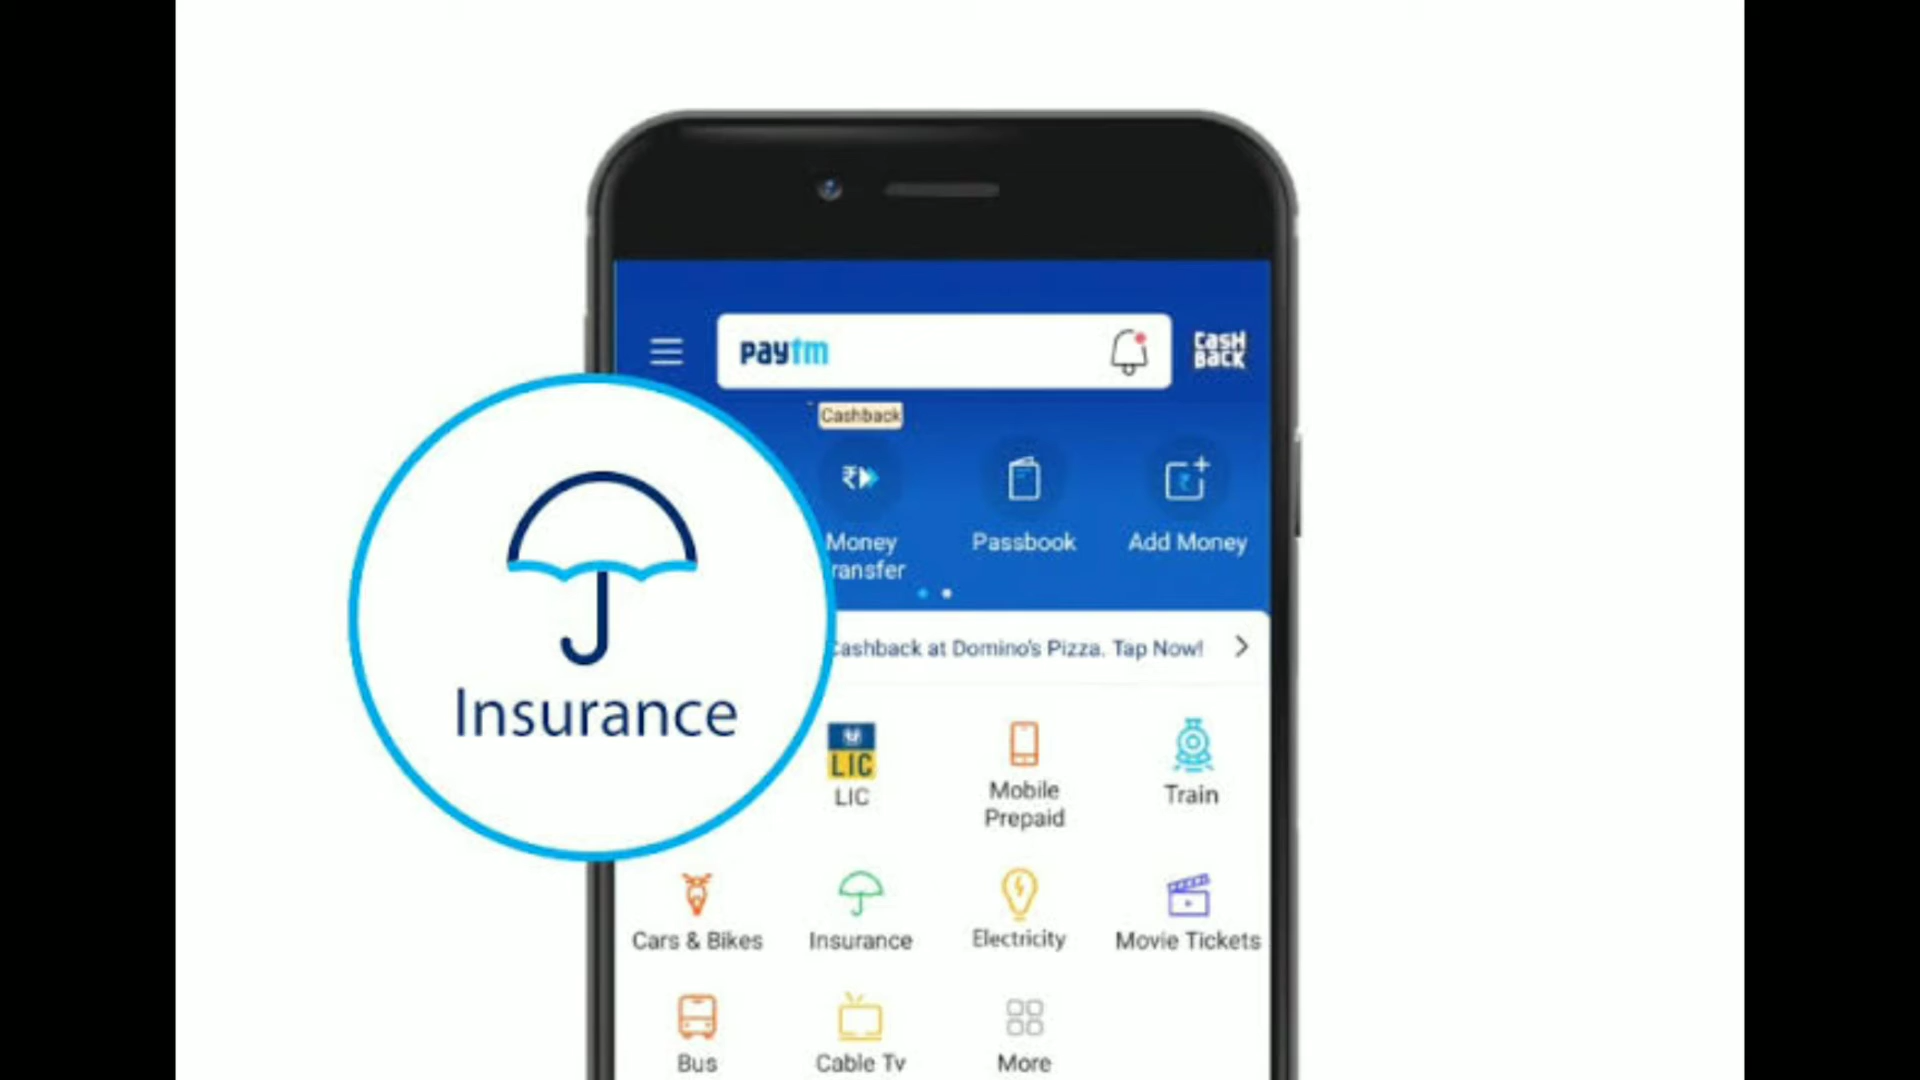 paytm
CasH
BacK
Cashback
Money
ransfer
Passbook
Add Money
Cashback at Domino's Pizza. Tap Now!
Insurance
LIC
LIC
Mobile
Prepaid
Train
Cars & Bikes
Insurance
Electricity
Movie Tickets
Bus
Cable Tv
More